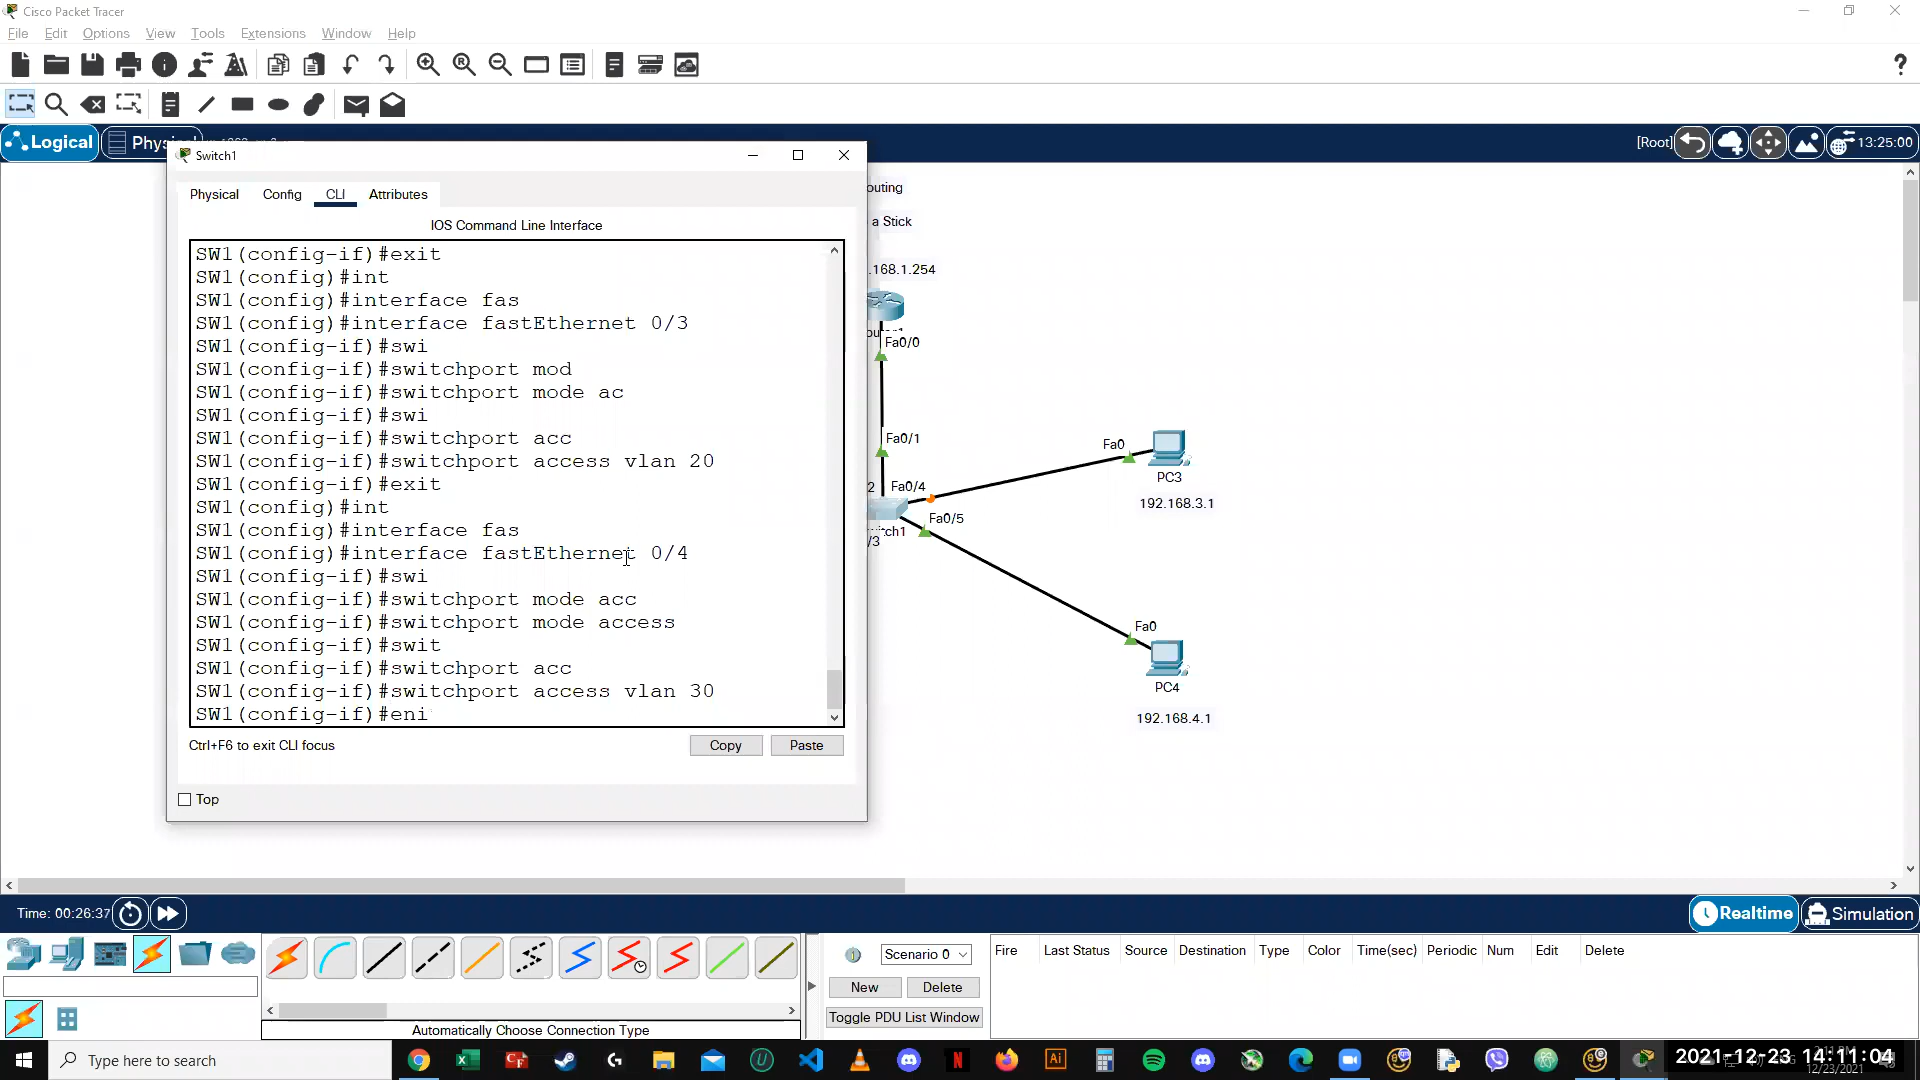 Cisco Packet Tracer
File Edit Options View Tools Extensions Window Help
Logical
[Root]
13:25:00
Switch1
Physical Config CLI Attributes
IOS Command Line Interface
SW1(config-if)#exit
SW1(config)#int
SW1(config)#interface fas
SW1(config)#interface fastEthernet 0/3
SW1(config-if)#swi
SW1(config-if)#switchport mod
SW1(config-if)#switchport mode ac
SW1(config-if)#swi
SW1(config-if)#switchport acc
SW1(config-if)#switchport access vlan 20
SW1(config-if)#exit
SW1(config)#int
SW1(config)#interface fas
SW1(config)#interface fastEthernet 0/4
SW1(config-if)#swi
SW1(config-if)#switchport mode acc
SW1(config-if)#switchport mode access
SW1(config-if)#swit
SW1(config-if)#switchport acc
SW1(config-if)#switchport access vlan 30
SW1(config-if)#eni
Ctrl+F6 to exit CLI focus
Copy
Paste
Top
outing
a Stick
.168.1.254
Fa0/0
Fa0/1
2
Fa0/4
Fa0/5
/3
Fa0
PC3
192.168.3.1
Fa0
PC4
192.168.4.1
Time: 00:26:37
Realtime
Simulation
Scenario 0
New
Delete
Toggle PDU List Window
Fire Last Status Source Destination Type Color Time(sec) Periodic Num Edit Delete
Automatically Choose Connection Type
Type here to search
2021-12-23 14:11:04
12/23/2021